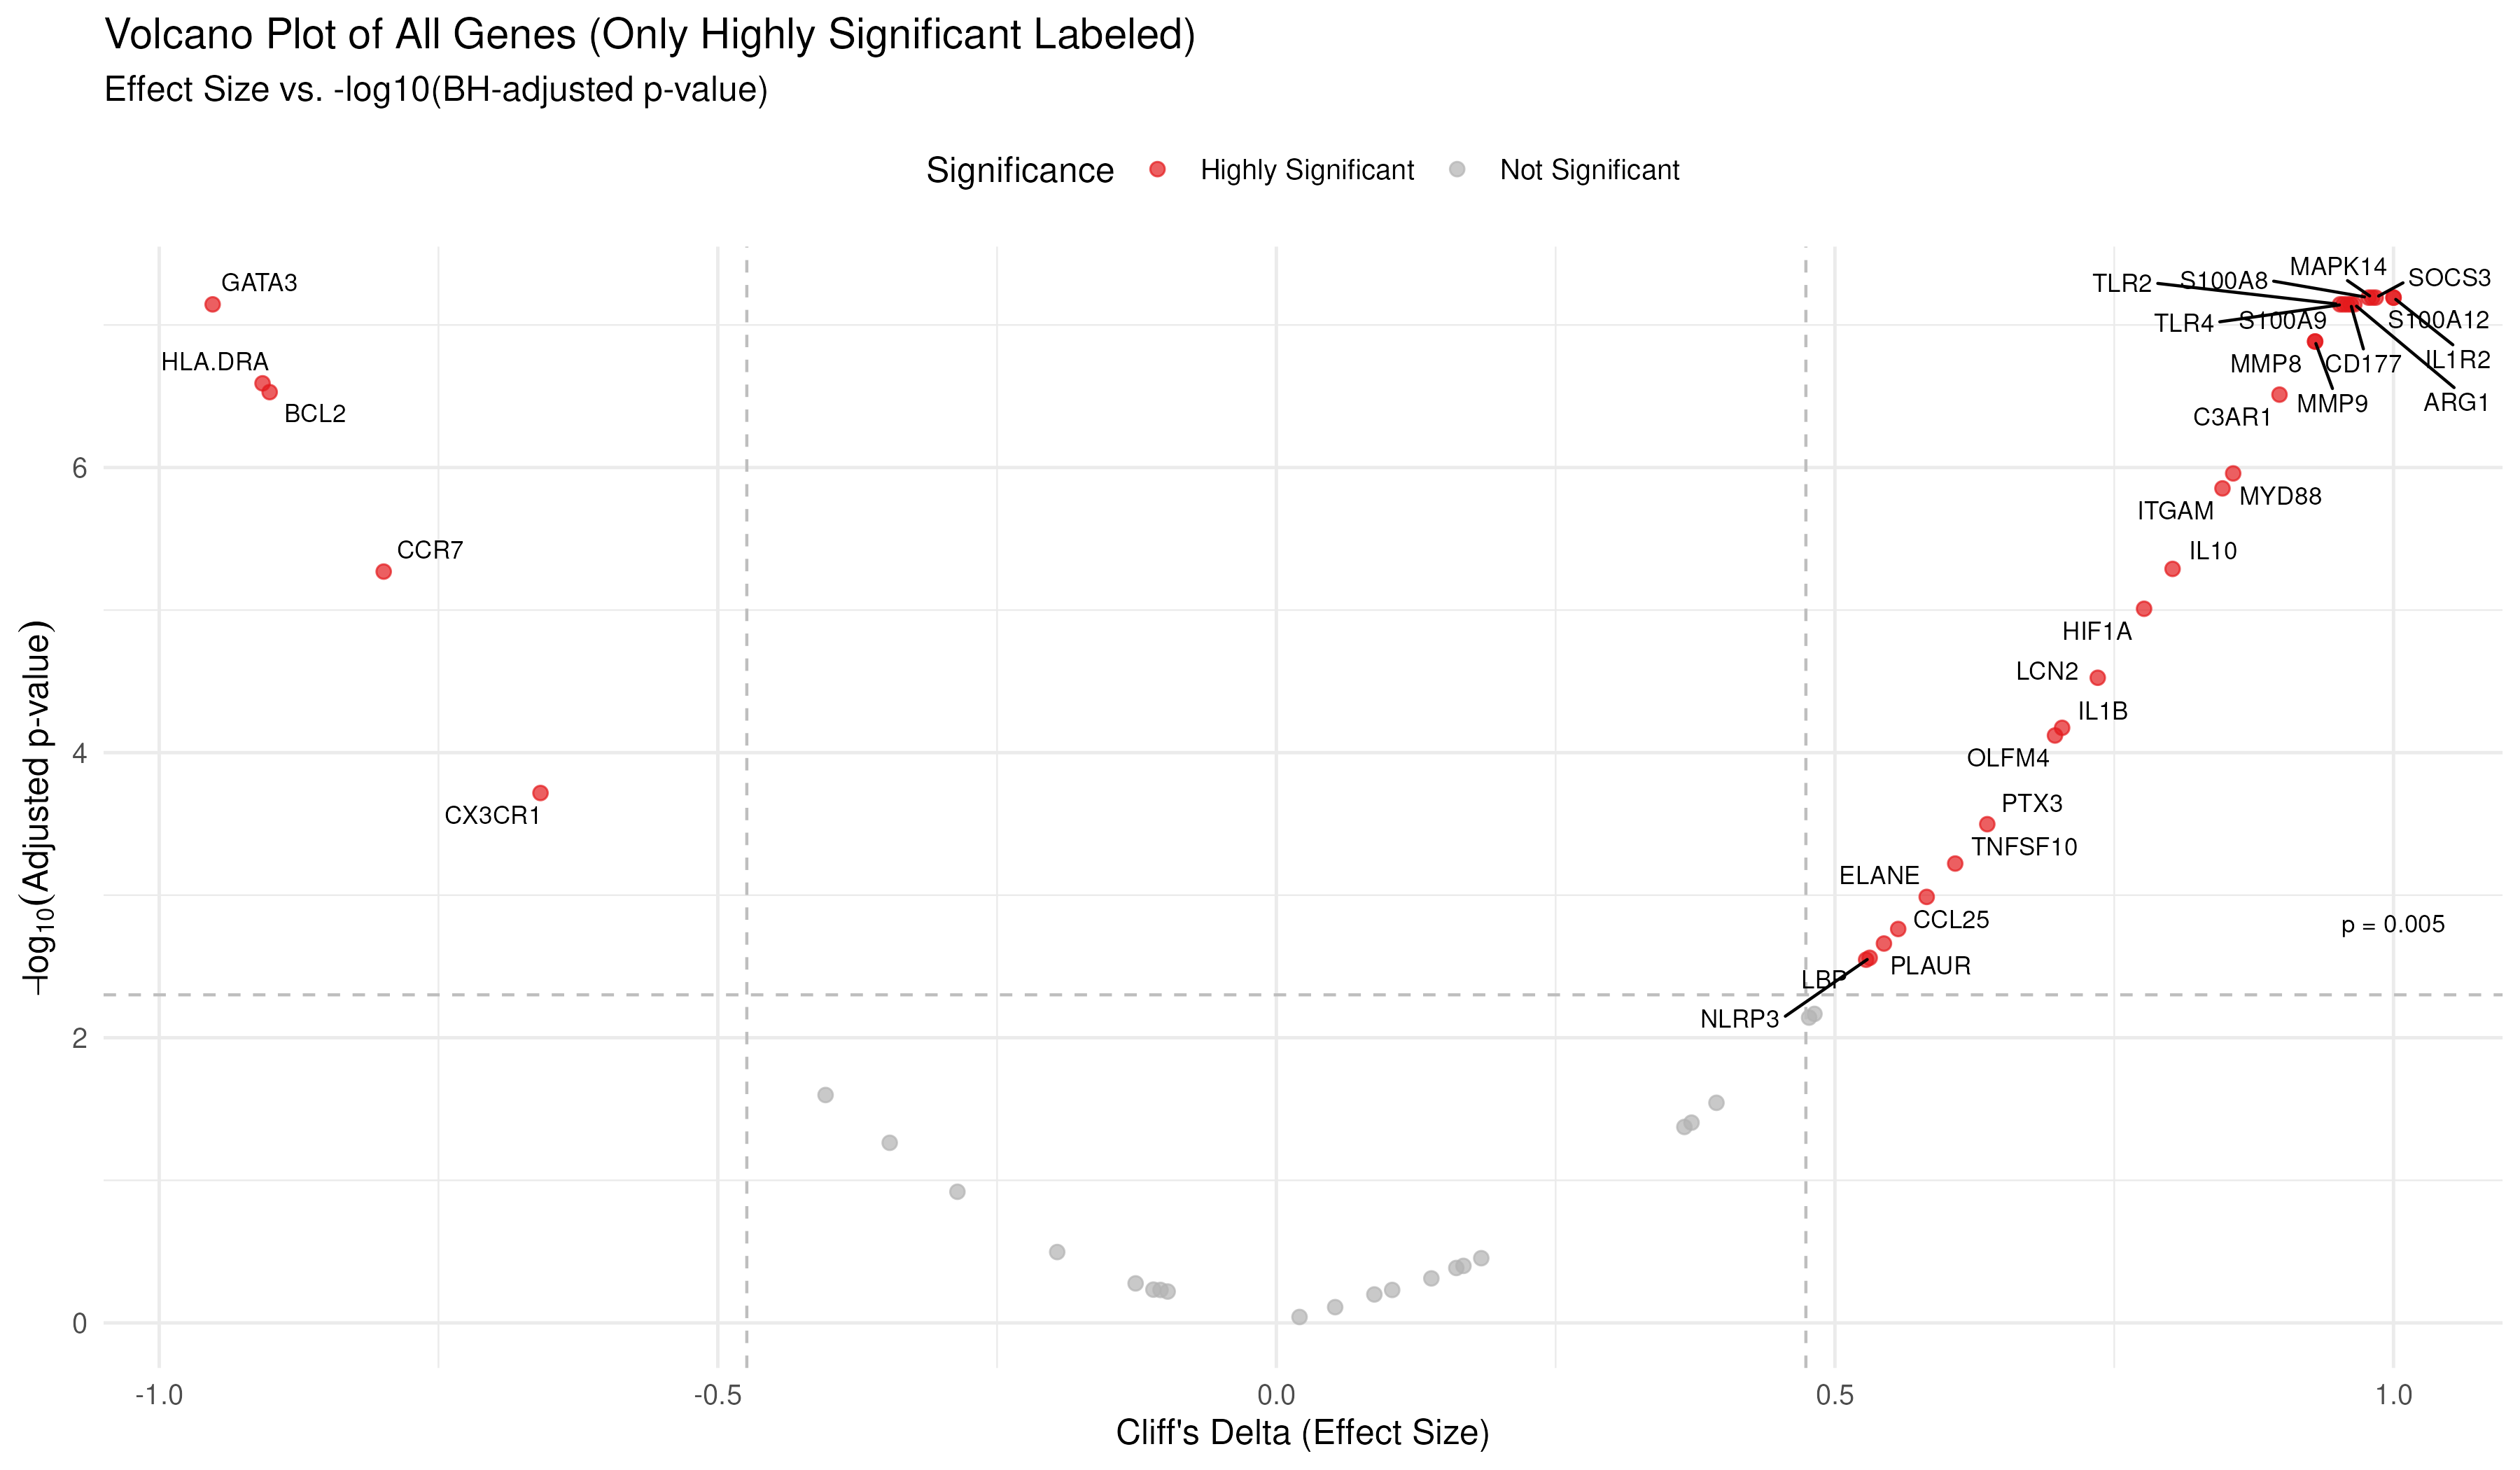 Volcano Plot of All Genes (Only Highly Significant Labeled)
Effect Size vs. -log10(BH-adjusted p-value)
Significance Highly Significant Not Significant
GATA3
HLA.DRA
BCL2
CCR7
CX3CR1
TLR2
S100A8
MAPK14
SOCS3
TLR4
S100A9
S100A12
MMP8
CD177
IL1R2
C3AR1
MMP9
ARG1
MYD88
ITGAM
IL10
HIF1A
LCN2
IL1B
OLFM4
PTX3
TNFSF10
ELANE
CCL25
p = 0.005
PLAUR
LBP
NLRP3
6
4
2
0
−log10(Adjusted p-value)
-1.0 -0.5 0.0 0.5 1.0
Cliff's Delta (Effect Size)